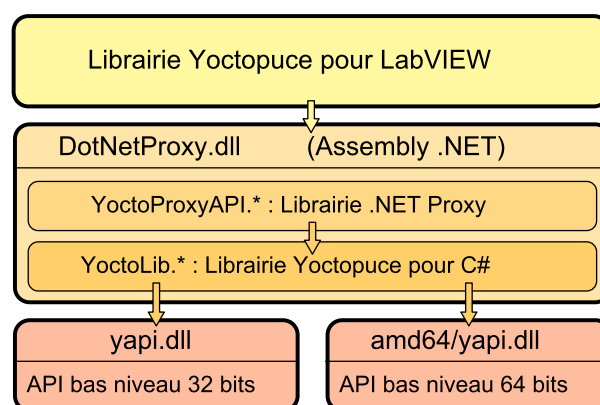 Librairie Yoctopuce pour LabVIEW
DotNetProxy.dll (Assembly .NET)
YoctoProxyAPI.* : Librairie .NET Proxy
YoctoLib.* : Librairie Yoctopuce pour C#
yapi.dll
API bas niveau 32 bits
amd64/yapi.dll
API bas niveau 64 bits